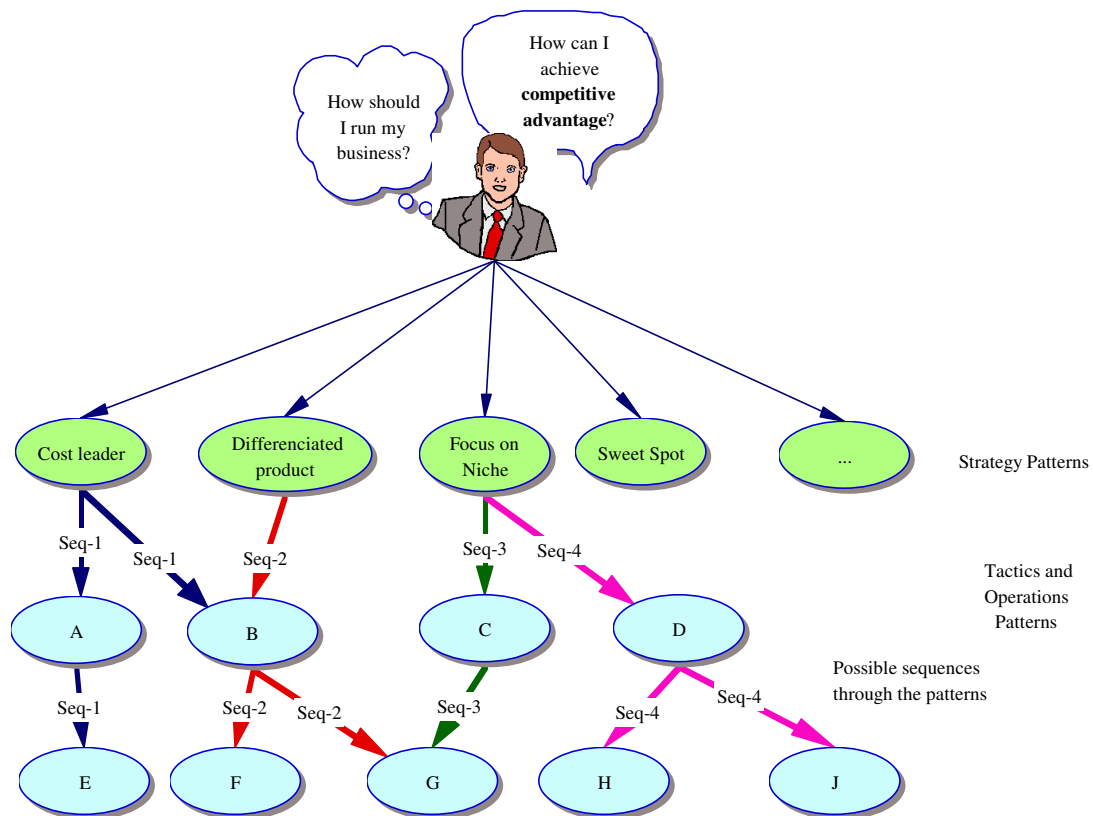 How can I
achieve
competitive
advantage?
How should
I run my
business?
Cost leader
Differenciated
product
Focus on
Niche
Sweet Spot
...
Strategy Patterns
Seq-1
Seq-1
Seq-2
Seq-3
Seq-4
Tactics and
Operations
Patterns
A
B
C
D
Possible sequences
through the patterns
Seq-1
Seq-2
Seq-2
Seq-3
Seq-4
Seq-4
E
F
G
H
J